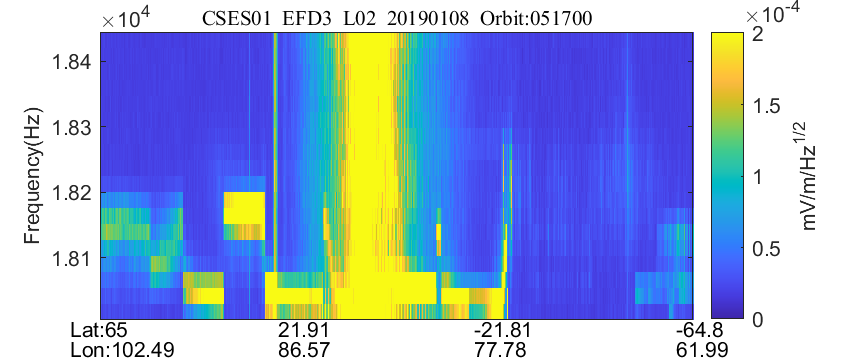 ×10⁴ CSES01 EFD3 L02 20190108 Orbit:051700 ×10⁻⁴
1.84
1.83
1.82
1.81
Frequency(Hz)
2
1.5
1
0.5
0
mV/m/Hz^1/2
Lat:65 21.91 -21.81 -64.8
Lon:102.49 86.57 77.78 61.99